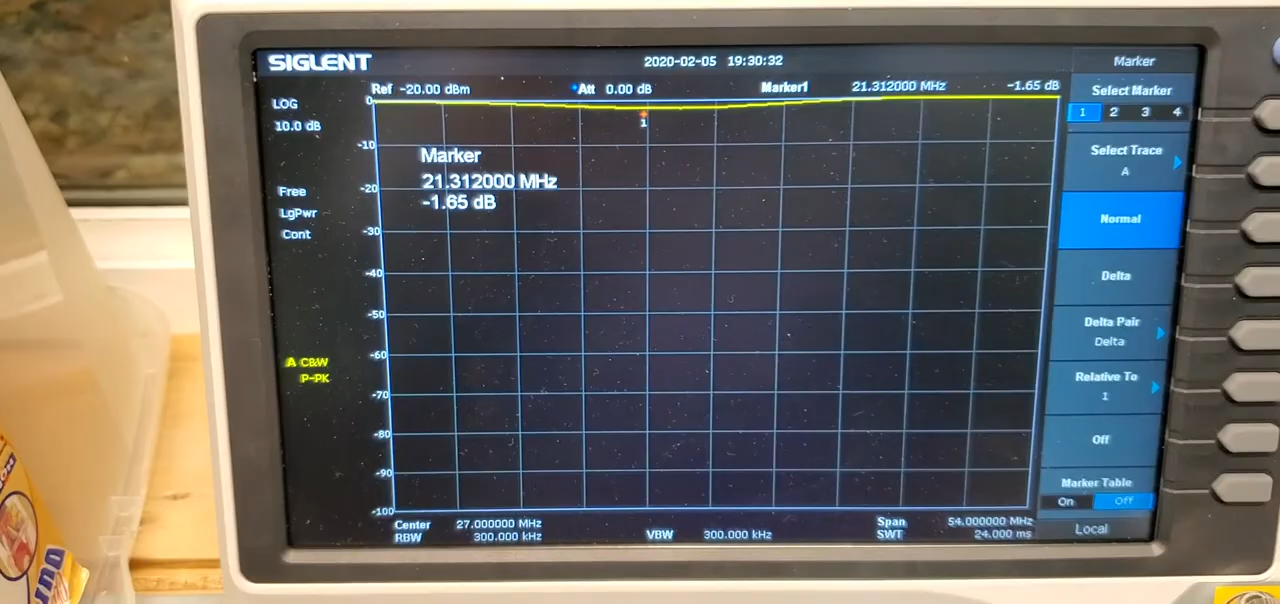 SIGLENT
2020-02-05 19:30:32
Marker
Ref -20.00 dBm
Att 0.00 dB
Marker1
21.312000 MHz
-1.65 dB
Select Marker
1 2 3 4
LOG
10.0 dB
0
-10
-20
-30
-40
-50
-60
-70
-80
-90
-100
1
Marker
21.312000 MHz
-1.65 dB
Free
LgPwr
Cont
A C&W
P-PK
Select Trace
A
Normal
Delta
Delta Pair
Delta
Relative To
1
Off
Marker Table
On Off
Local
Center 27.000000 MHz
RBW 300.000 kHz
VBW 300.000 kHz
Span 54.000000 MHz
SWT 24.000 ms